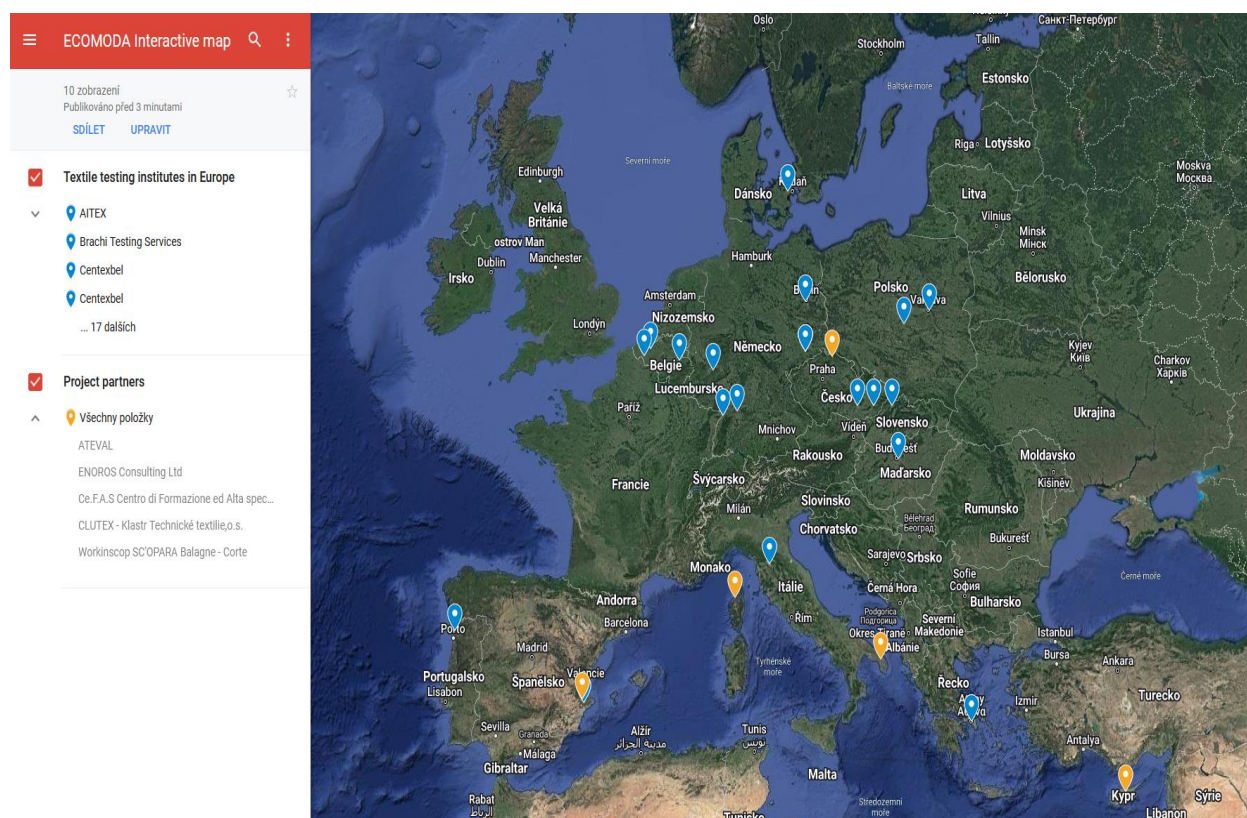 ECOMODA Interactive map
10 zobrazení
Publikováno před 3 minutami
SDÍLET UPRAVIT
Textile testing institutes in Europe
AITEX
Brachi Testing Services
Centexbel
Centexbel
... 17 dalších
Project partners
Všechny položky
ATEVAL
ENOROS Consulting Ltd
Ce.F.A.S Centro di Formazione ed Alta spec...
CLUTEX - Klastr Technické textilie,o.s.
Workinscop SC'OPARA Balagne - Corte
Oslo
Санкт-Петербург
Stockholm
Tallin
Estonsko
Baltské moře
Riga
Lotyšsko
Severní moře
Edinburgh
Moskva
Москва
Dánsko
Litva
Velká
Británie
Vilnius
Minsk
Мінск
ostrov Man
Dublin
Manchester
Hamburk
Irsko
Bělorusko
Polsko
Amsterdam
Nizozemsko
Londýn
Německo
Kyjev
Київ
Charkov
Харків
Belgie
Praha
Lucembursko
Česko
Paříž
Ukrajina
Mnichov
Vídeň
Slovensko
Rakousko
Maďarsko
Moldavsko
Kišiněv
Francie
Švýcarsko
Slovinsko
Milán
Rumunsko
Chorvatsko
Bělehrad
Београд
Bukurešť
Monako
Sarajevo
Srbsko
Itálie
Černá Hora
Sofie
София
Černé moře
Andorra
Bulharsko
Barcelona
Řím
Podgorica
Подгорица
Severní
Makedonie
Okres Tirané
Albánie
Istanbul
Porto
Madrid
Bursa
Ankara
Tyrhénské
moře
Portugalsko
Lisabon
Španělsko
Řecko
Izmir
Turecko
Sevilla
Granada
Alžír
مدينة الجزائر
Tunis
تونس
Antalya
Málaga
Gibraltar
Malta
Kypr
Sýrie
Rabat
الرباط
Středozemní
moře
Libanon
Tunisko